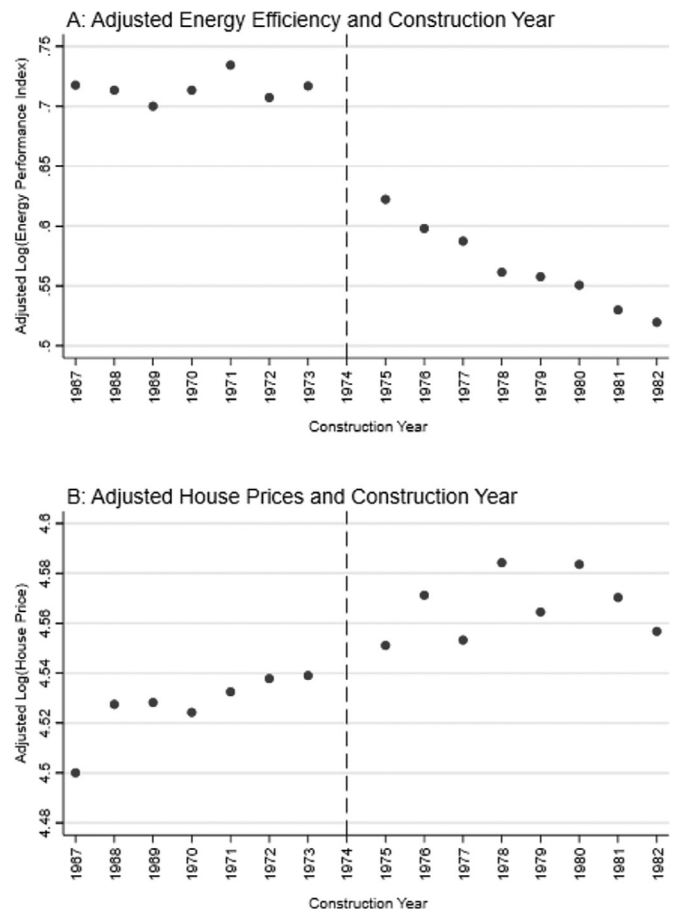 A: Adjusted Energy Efficiency and Construction Year
Adjusted Log(Energy Performance Index)
.75
.7
.65
.6
.55
.5
1967 1968 1969 1970 1971 1972 1973 1974 1975 1976 1977 1978 1979 1980 1981 1982
Construction Year
B: Adjusted House Prices and Construction Year
Adjusted Log(House Price)
4.6
4.58
4.56
4.54
4.52
4.5
4.48
1967 1968 1969 1970 1971 1972 1973 1974 1975 1976 1977 1978 1979 1980 1981 1982
Construction Year